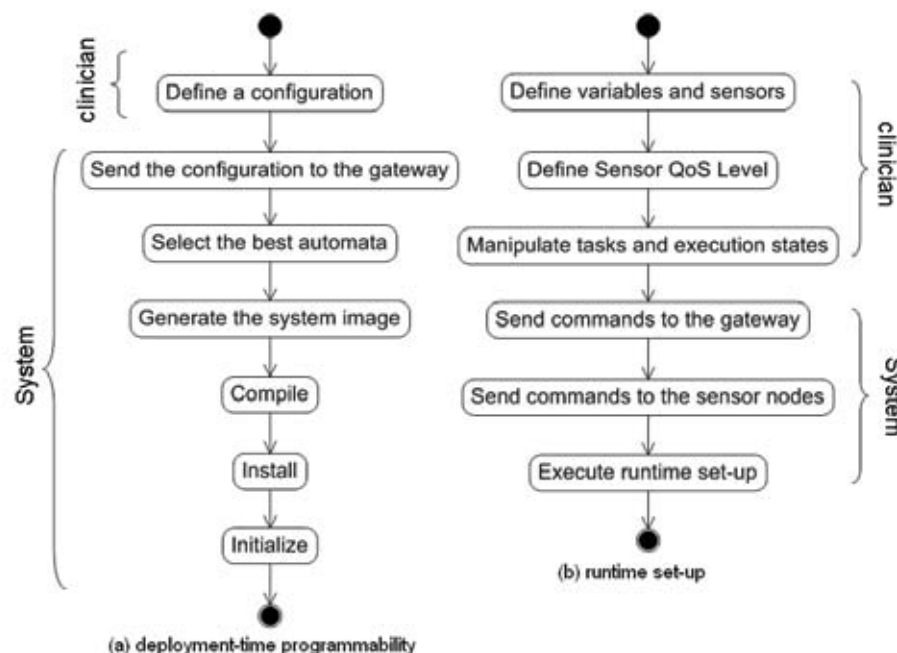 clinician
Define a configuration
System
Send the configuration to the gateway
Select the best automata
Generate the system image
Compile
Install
Initialize
(a) deployment-time programmability
clinician
Define variables and sensors
Define Sensor QoS Level
Manipulate tasks and execution states
System
Send commands to the gateway
Send commands to the sensor nodes
Execute runtime set-up
(b) runtime set-up